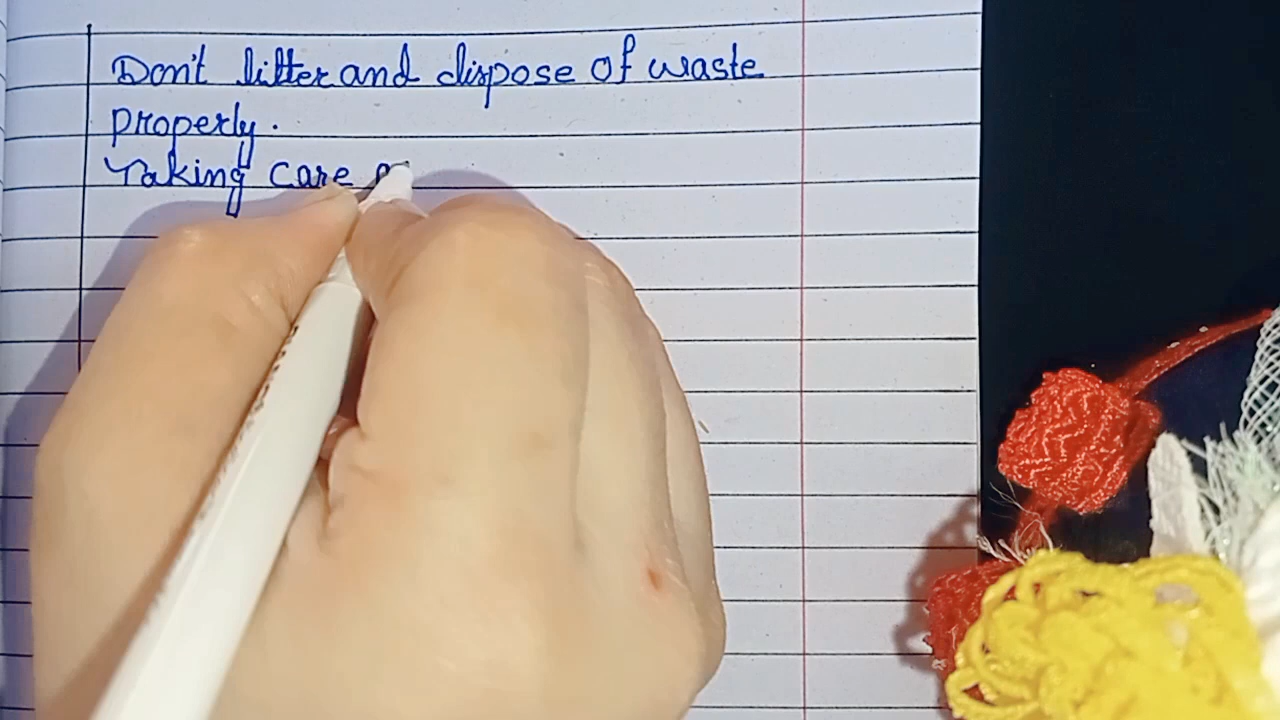 Don't litter and dispose of waste
properly.
Taking care